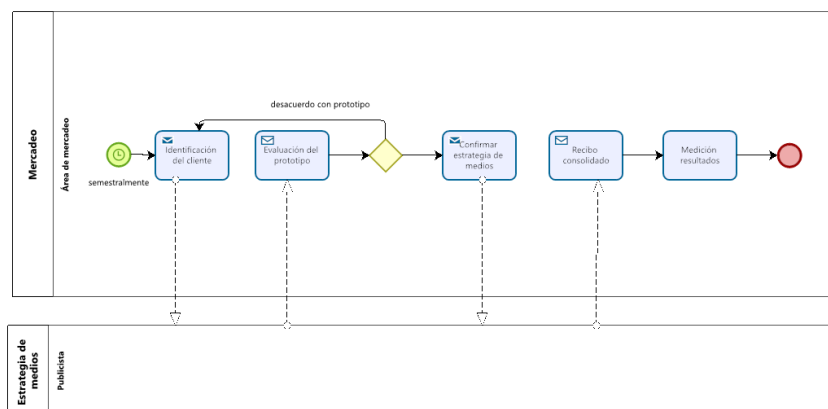 Mercadeo
Área de mercadeo
semestralmente
Identificación
del cliente
desacuerdo con prototipo
Evaluación del
prototipo
Confirmar
estrategia de
medios
Recibo
consolidado
Medición
resultados
Estrategia de
medios
Publicista